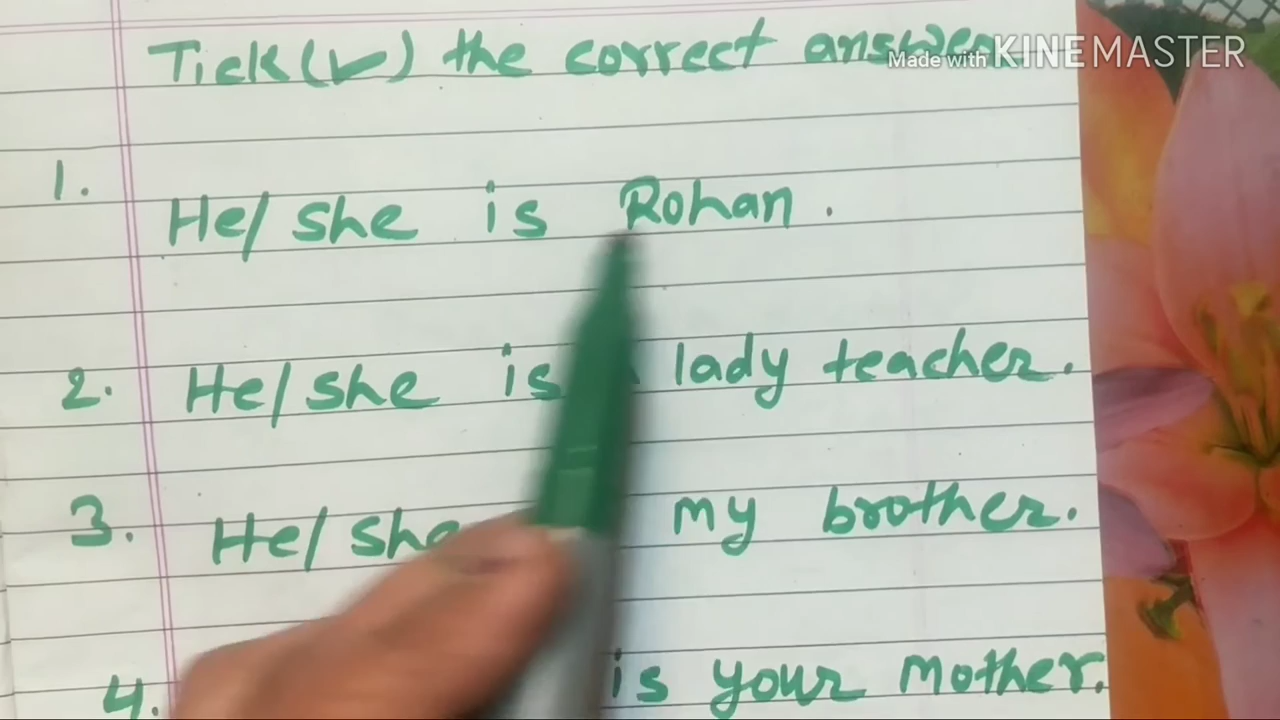 Tick(✓) the correct answer
Made with KINEMASTER
1. He/ she is Rohan.
2. He/ she is lady teacher.
3. He/ she my brother.
4. is your mother.